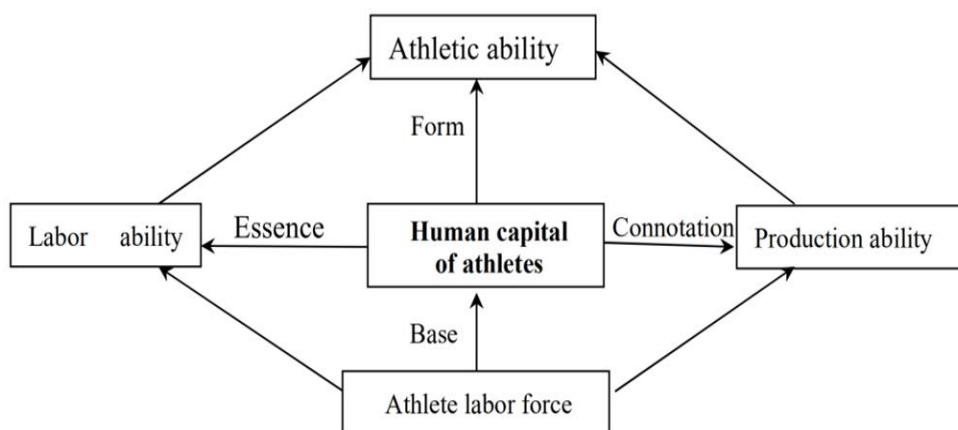 Athletic ability
Form
Labor ability
Essence
Human capital
of athletes
Connotation
Production ability
Base
Athlete labor force